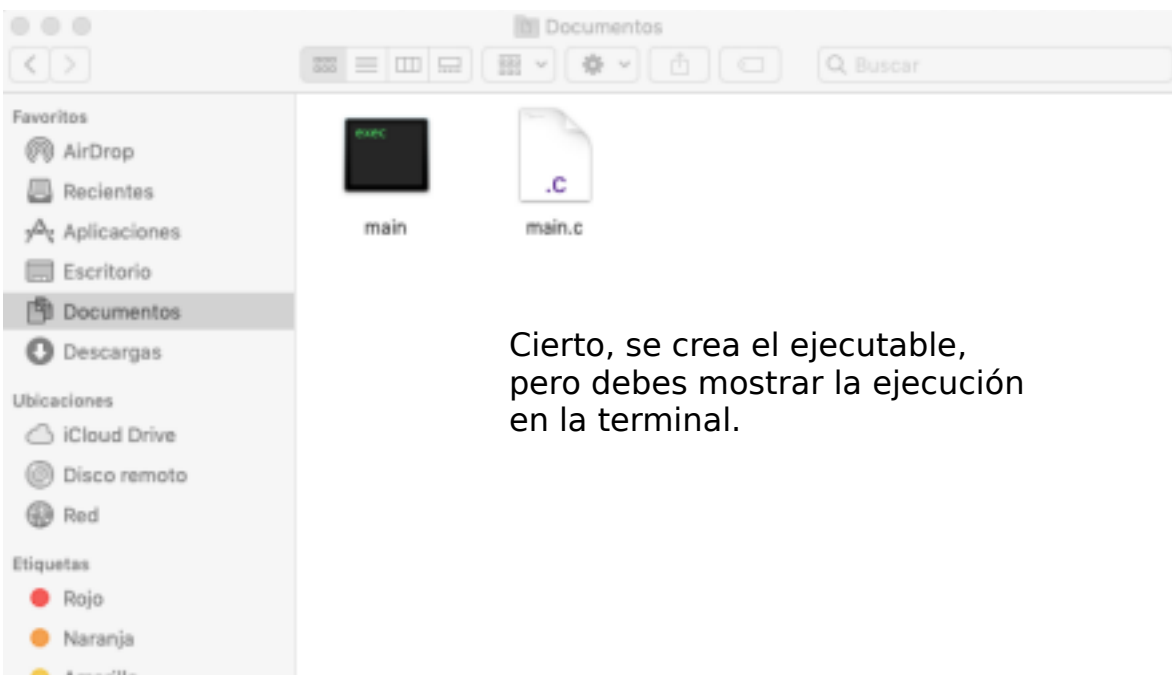 Documentos
Buscar
Favoritos
AirDrop
Recientes
Aplicaciones
Escritorio
Documentos
Descargas
Ubicaciones
iCloud Drive
Disco remoto
Red
Etiquetas
Rojo
Naranja
Amarillo
exec
.C
main
main.c
Cierto, se crea el ejecutable,
pero debes mostrar la ejecución
en la terminal.